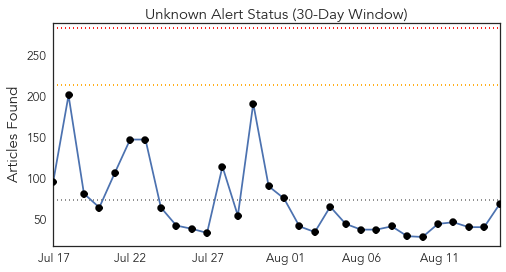 Unknown Alert Status (30-Day Window)
Articles Found
250
200
150
100
50
Jul 17 Jul 22 Jul 27 Aug 01 Aug 06 Aug 11